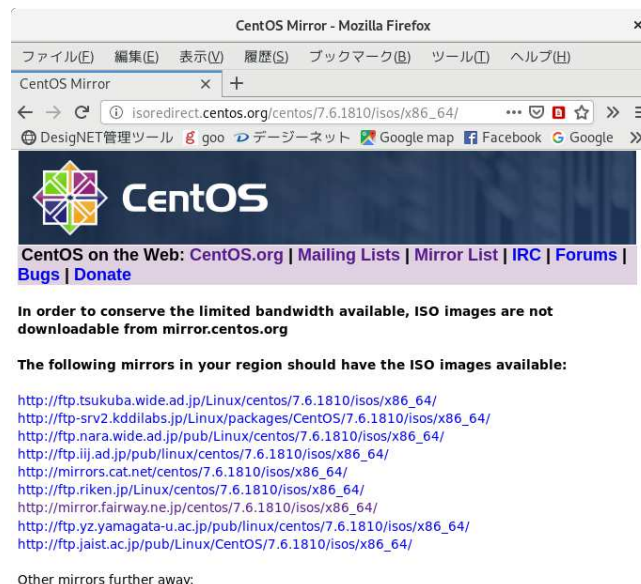 CentOS Mirror - Mozilla Firefox
ファイル(F) 編集(E) 表示(V) 履歴(S) ブックマーク(B) ツール(T) ヘルプ(H)
CentOS Mirror
isoredirect.centos.org/centos/7.6.1810/isos/x86_64/
DesigNET管理ツール goo デージーネット Google map Facebook Google
CentOS
CentOS on the Web: CentOS.org | Mailing Lists | Mirror List | IRC | Forums |
Bugs | Donate
In order to conserve the limited bandwidth available, ISO images are not
downloadable from mirror.centos.org
The following mirrors in your region should have the ISO images available:
http://ftp.tsukuba.wide.ad.jp/Linux/centos/7.6.1810/isos/x86_64/
http://ftp-srv2.kddilabs.jp/Linux/packages/CentOS/7.6.1810/isos/x86_64/
http://ftp.nara.wide.ad.jp/pub/Linux/centos/7.6.1810/isos/x86_64/
http://ftp.iij.ad.jp/pub/linux/centos/7.6.1810/isos/x86_64/
http://mirrors.cat.net/centos/7.6.1810/isos/x86_64/
http://ftp.riken.jp/Linux/centos/7.6.1810/isos/x86_64/
http://mirror.fairway.ne.jp/centos/7.6.1810/isos/x86_64/
http://ftp.yz.yamagata-u.ac.jp/pub/linux/centos/7.6.1810/isos/x86_64/
http://ftp.jaist.ac.jp/pub/Linux/CentOS/7.6.1810/isos/x86_64/
Other mirrors further away: